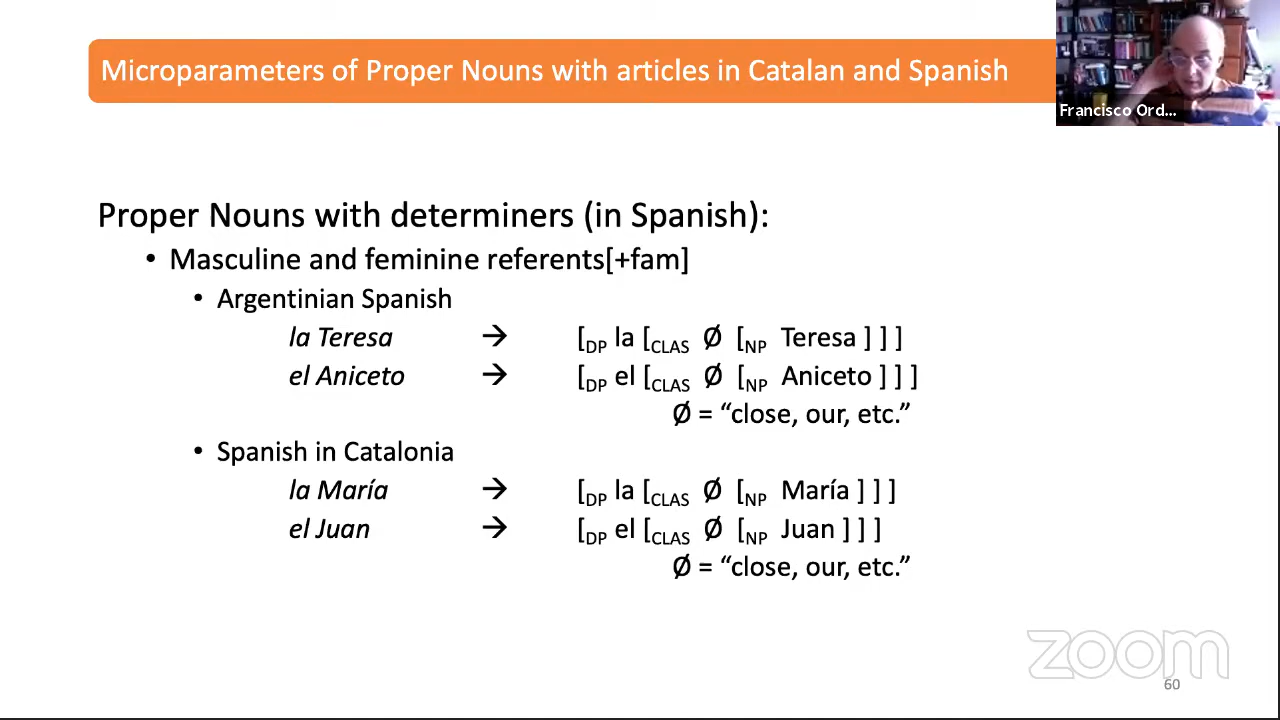 Microparameters of Proper Nouns with articles in Catalan and Spanish
Francisco Ord...
Proper Nouns with determiners (in Spanish):
• Masculine and feminine referents[+fam]
• Argentinian Spanish
la Teresa → [DP la [CLAS Ø [NP Teresa ] ] ]
el Aniceto → [DP el [CLAS Ø [NP Aniceto ] ] ]
Ø = “close, our, etc.”
• Spanish in Catalonia
la María → [DP la [CLAS Ø [NP María ] ] ]
el Juan → [DP el [CLAS Ø [NP Juan ] ] ]
Ø = “close, our, etc.”
zoom
60